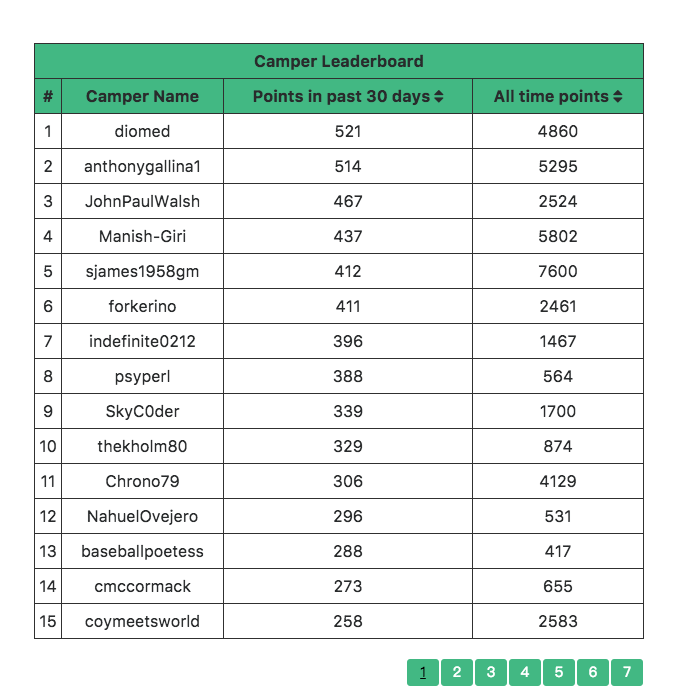 Camper Leaderboard
# Camper Name Points in past 30 days All time points
1 diomed 521 4860
2 anthonygallina1 514 5295
3 JohnPaulWalsh 467 2524
4 Manish-Giri 437 5802
5 sjames1958gm 412 7600
6 forkerino 411 2461
7 indefinite0212 396 1467
8 psyperl 388 564
9 SkyC0der 339 1700
10 thekholm80 329 874
11 Chrono79 306 4129
12 NahuelOvejero 296 531
13 baseballpoetess 288 417
14 cmccormack 273 655
15 coymeetsworld 258 2583
1 2 3 4 5 6 7